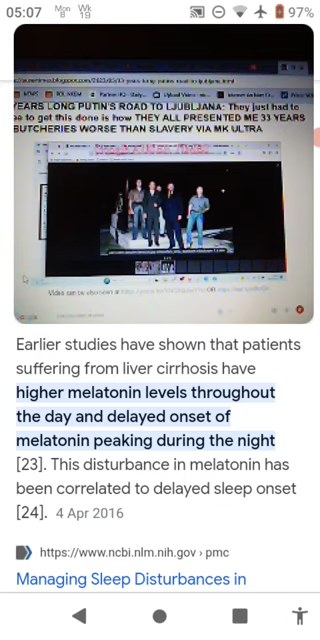 05:07 Mon 8 Wk 19 97%
YEARS LONG PUTIN'S ROAD TO LJUBLJANA: They just had to
to get this done is how THEY ALL PRESENTED ME 33 YEARS
BUTCHERIES WORSE THAN SLAVERY VIA MK ULTRA
Earlier studies have shown that patients
suffering from liver cirrhosis have
higher melatonin levels throughout
the day and delayed onset of
melatonin peaking during the night
[23]. This disturbance in melatonin has
been correlated to delayed sleep onset
[24]. 4 Apr 2016
https://www.ncbi.nlm.nih.gov › pmc
Managing Sleep Disturbances in